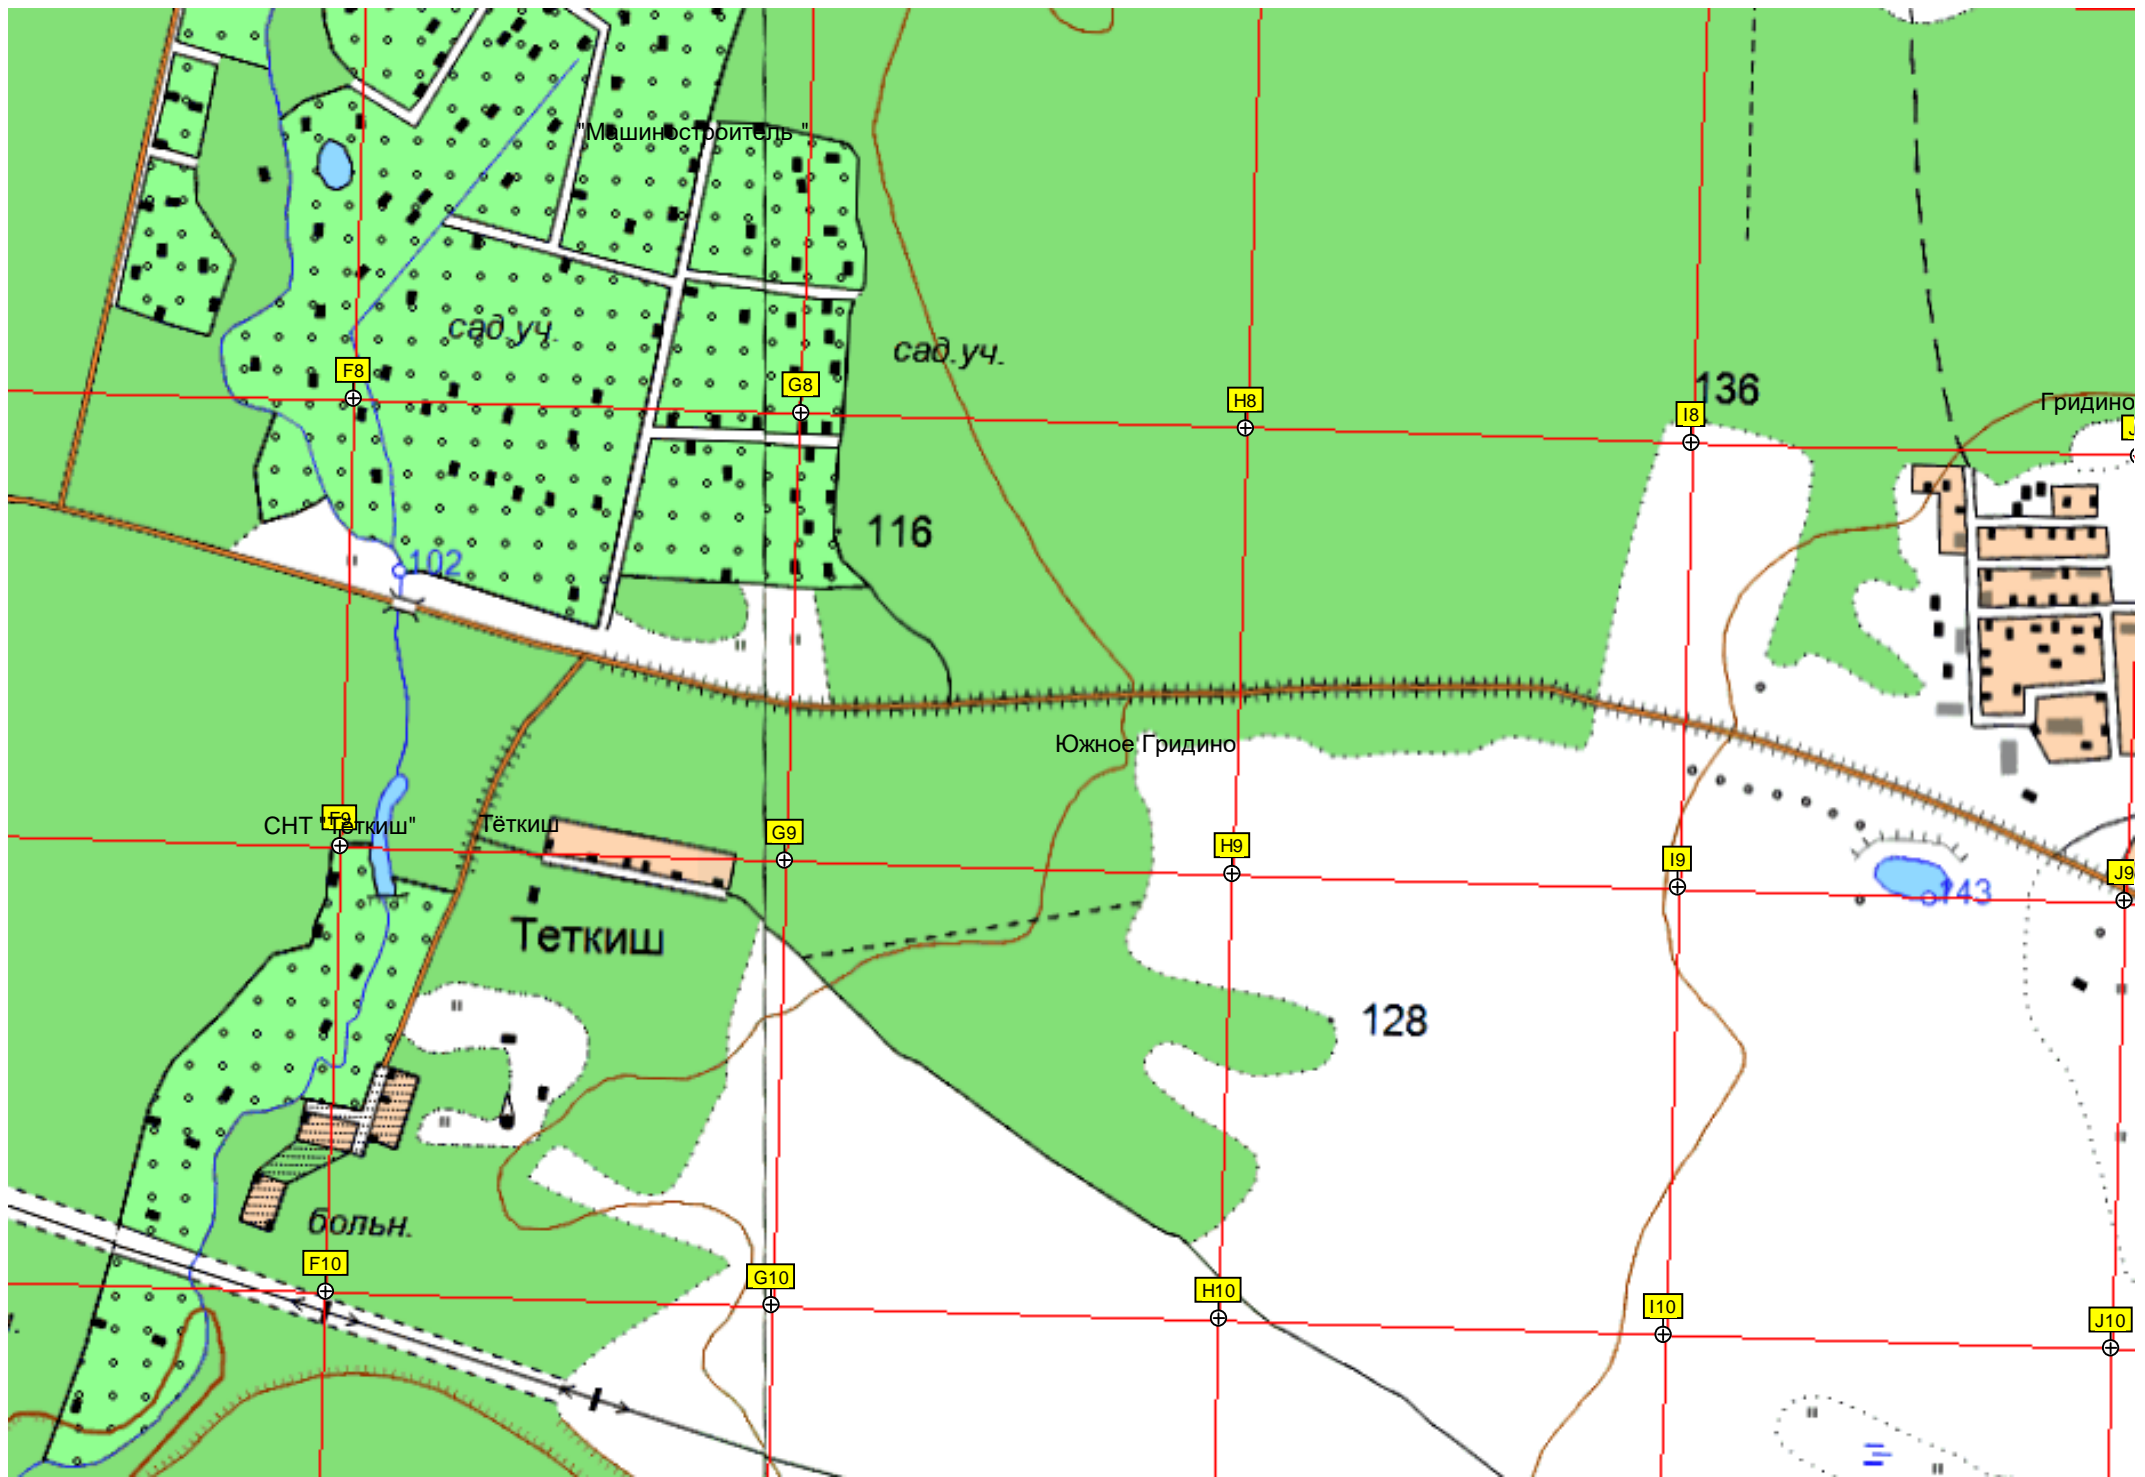 "Машиностроитель "
сад.уч.
сад.уч.
F8
G8
H8
I8
136
Гридино
116
102
Южное Гридино
F9
СНТ "Тёткиш"
Тёткиш
G9
H9
I9
J9
143
Теткиш
128
больн.
F10
G10
H10
I10
J10